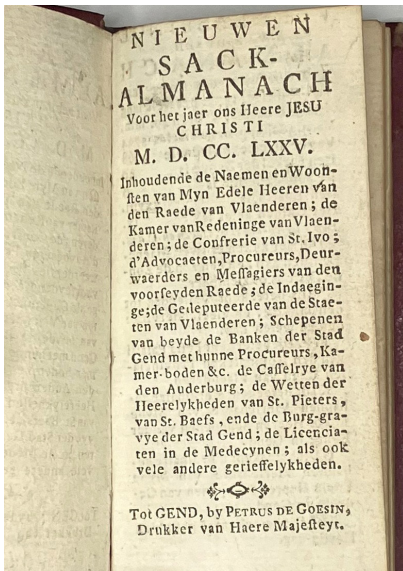 NIEUWEN
SACK-
ALMANACH
Voor het jaer ons Heere JESU
CHRISTI
M. D. CC. LXXV.
Inhoudende de Naemen en Woon-
ſten van Myn Edele Heeren van
den Raede van Vlaenderen; de
Kamer van Redeninge van Vlaen-
deren; de Confrerie van St. Ivo;
d'Advocaeten, Procureurs, Deur-
waerders en Meſſagiers van den
voorſeyden Raede; de Indaegin-
ge; de Gedeputeerde van de Stae-
ten van Vlaenderen; Schepenen
van beyde de Banken der Stad
Gend met hunne Procureurs, Ka-
mer-boden &c. de Caſſelrye van
den Auderburg; de Wetten der
Heerelykheden van St. Pieters,
van St. Baefs, ende de Burg-gra-
vye der Stad Gend; de Licencia-
ten in de Medecynen; als ook
vele andere gerieffelykheden.
Tot GEND, by PETRUS DE GOESIN,
Drukker van Haere Majeſteyt.